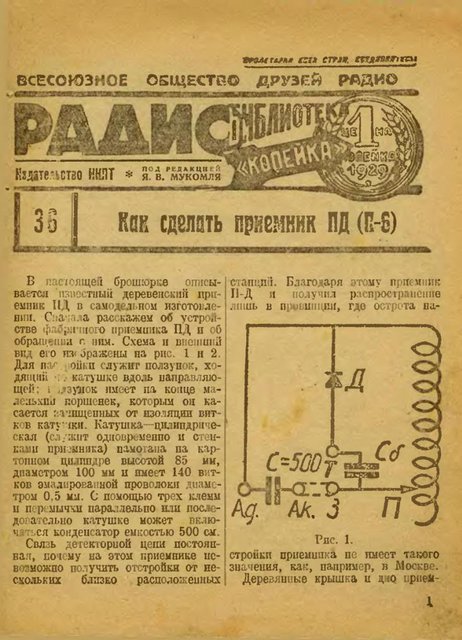 ПРОЛЕТАРИИ ВСЕХ СТРАН, СОЕДИНЯЙТЕСЬ
ВСЕСОЮЗНОЕ ОБЩЕСТВО ДРУЗЕЙ РАДИО
РАДИО
БИБЛИОТЕКА
«КОПЕЙКА»
ЦЕНА
1
КОПЕЙКА
1929
Издательство НКПТ * ПОД РЕДАКЦИЕЙ
Я. В. МУКОМЛЯ
36
Как сделать приемник ПД (П-6)
В настоящей брошюрке описы-
вается известный деревенский при-
емник ПД в самодельном изготовле-
нии. Сначала расскажем об устрой-
стве фабричного приемника ПД и об
обращении с ним. Схема и внешний
вид его изображены на рис. 1 и 2.
Для настройки служит ползунок, хо-
дящий по катушке вдоль направляю-
щей; ползунок имеет на конце ма-
ленький поршенек, которым он ка-
сается зачищенных от изоляции вит-
ков катушки. Катушка—цилиндриче-
ская (служит одновременно и стен-
ками приемника) намотана на кар-
тонном цилиндре высотой 85 мм,
диаметром 100 мм и имеет 140 вит-
ков эмалированной проволоки диаме-
тром 0,5 мм. С помощью трех клемм
и перемычки параллельно или после-
довательно катушке может вклю-
чаться конденсатор емкостью 500 см.
Связь детекторной цепи постоян-
ная, почему на этом приемнике не-
возможно получить отстройки от не-
скольких близко расположенных
станций. Благодаря этому приемник
П-Д и получил распространение
лишь в провинции, где острота на-
Д
С=500
Т
Сб
Ад.
Ак.
З
П
Рис. 1.
стройки приемника не имеет такого
значения, как, например, в Москве.
Деревянные крышка и дно прием-
1